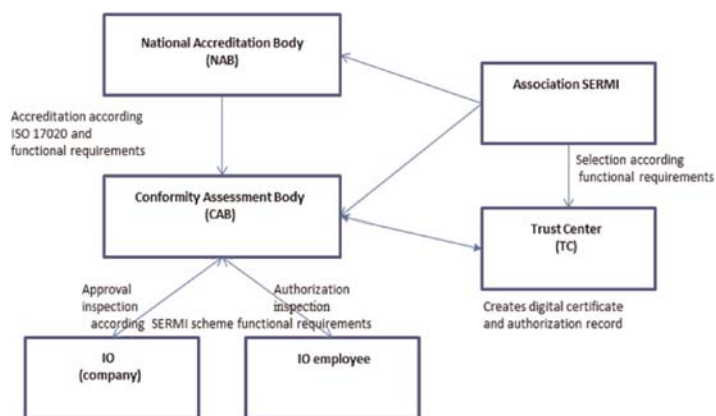 National Accreditation Body
(NAB)
Association SERMI
Accreditation according
ISO 17020 and
functional requirements
Selection according
functional requirements
Conformity Assessment Body
(CAB)
Trust Center
(TC)
Approval
inspection
Authorization
inspection
according SERMI scheme functional requirements
Creates digital certificate
and authorization record
IO
(company)
IO employee